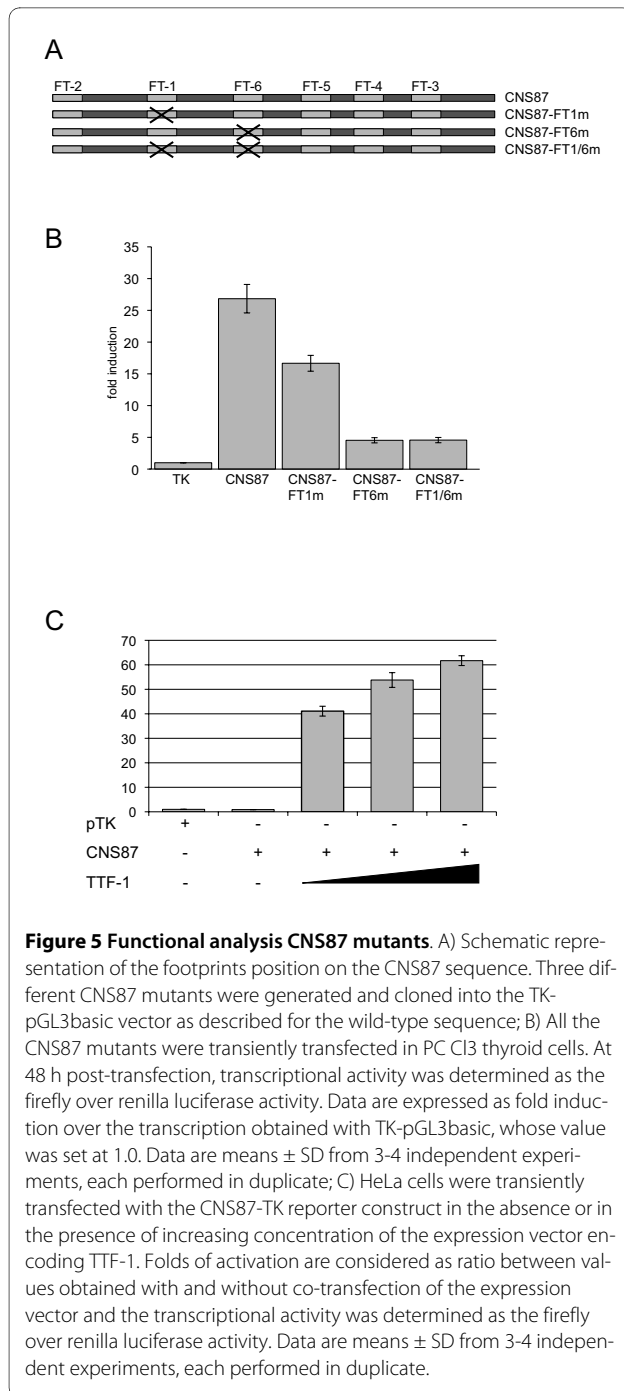 A
FT-2 FT-1 FT-6 FT-5 FT-4 FT-3
CNS87
CNS87-FT1m
CNS87-FT6m
CNS87-FT1/6m
B
35
30
25
20
15
10
5
0
fold induction
TK CNS87 CNS87- CNS87- CNS87-
FT1m FT6m FT1/6m
C
70
60
50
40
30
20
10
0
pTK + - - - -
CNS87 - + + + +
TTF-1 - -
Figure 5 Functional analysis CNS87 mutants. A) Schematic repre-
sentation of the footprints position on the CNS87 sequence. Three dif-
ferent CNS87 mutants were generated and cloned into the TK-
pGL3basic vector as described for the wild-type sequence; B) All the
CNS87 mutants were transiently transfected in PC Cl3 thyroid cells. At
48 h post-transfection, transcriptional activity was determined as the
firefly over renilla luciferase activity. Data are expressed as fold induc-
tion over the transcription obtained with TK-pGL3basic, whose value
was set at 1.0. Data are means ± SD from 3-4 independent experi-
ments, each performed in duplicate; C) HeLa cells were transiently
transfected with the CNS87-TK reporter construct in the absence or in
the presence of increasing concentration of the expression vector en-
coding TTF-1. Folds of activation are considered as ratio between val-
ues obtained with and without co-transfection of the expression
vector and the transcriptional activity was determined as the firefly
over renilla luciferase activity. Data are means ± SD from 3-4 indepen-
dent experiments, each performed in duplicate.